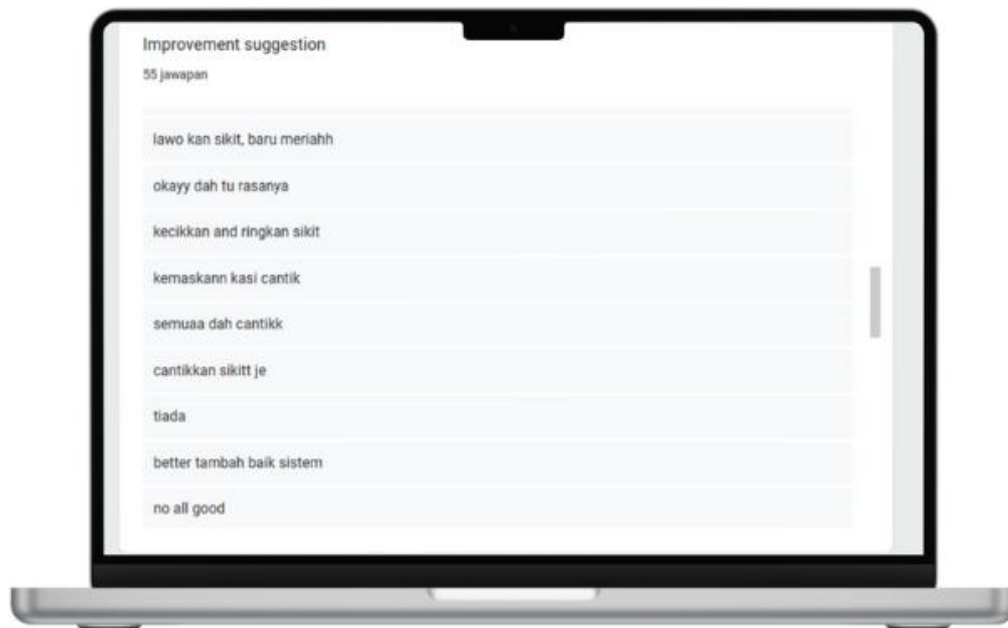 Improvement suggestion
55 jawapan
lawo kan sikit, baru meriahh
okayy dah tu rasanya
kecikkan and ringkan sikit
kemaskann kasi cantik
semuaa dah cantikk
cantikkan sikitt je
tiada
better tambah baik sistem
no all good